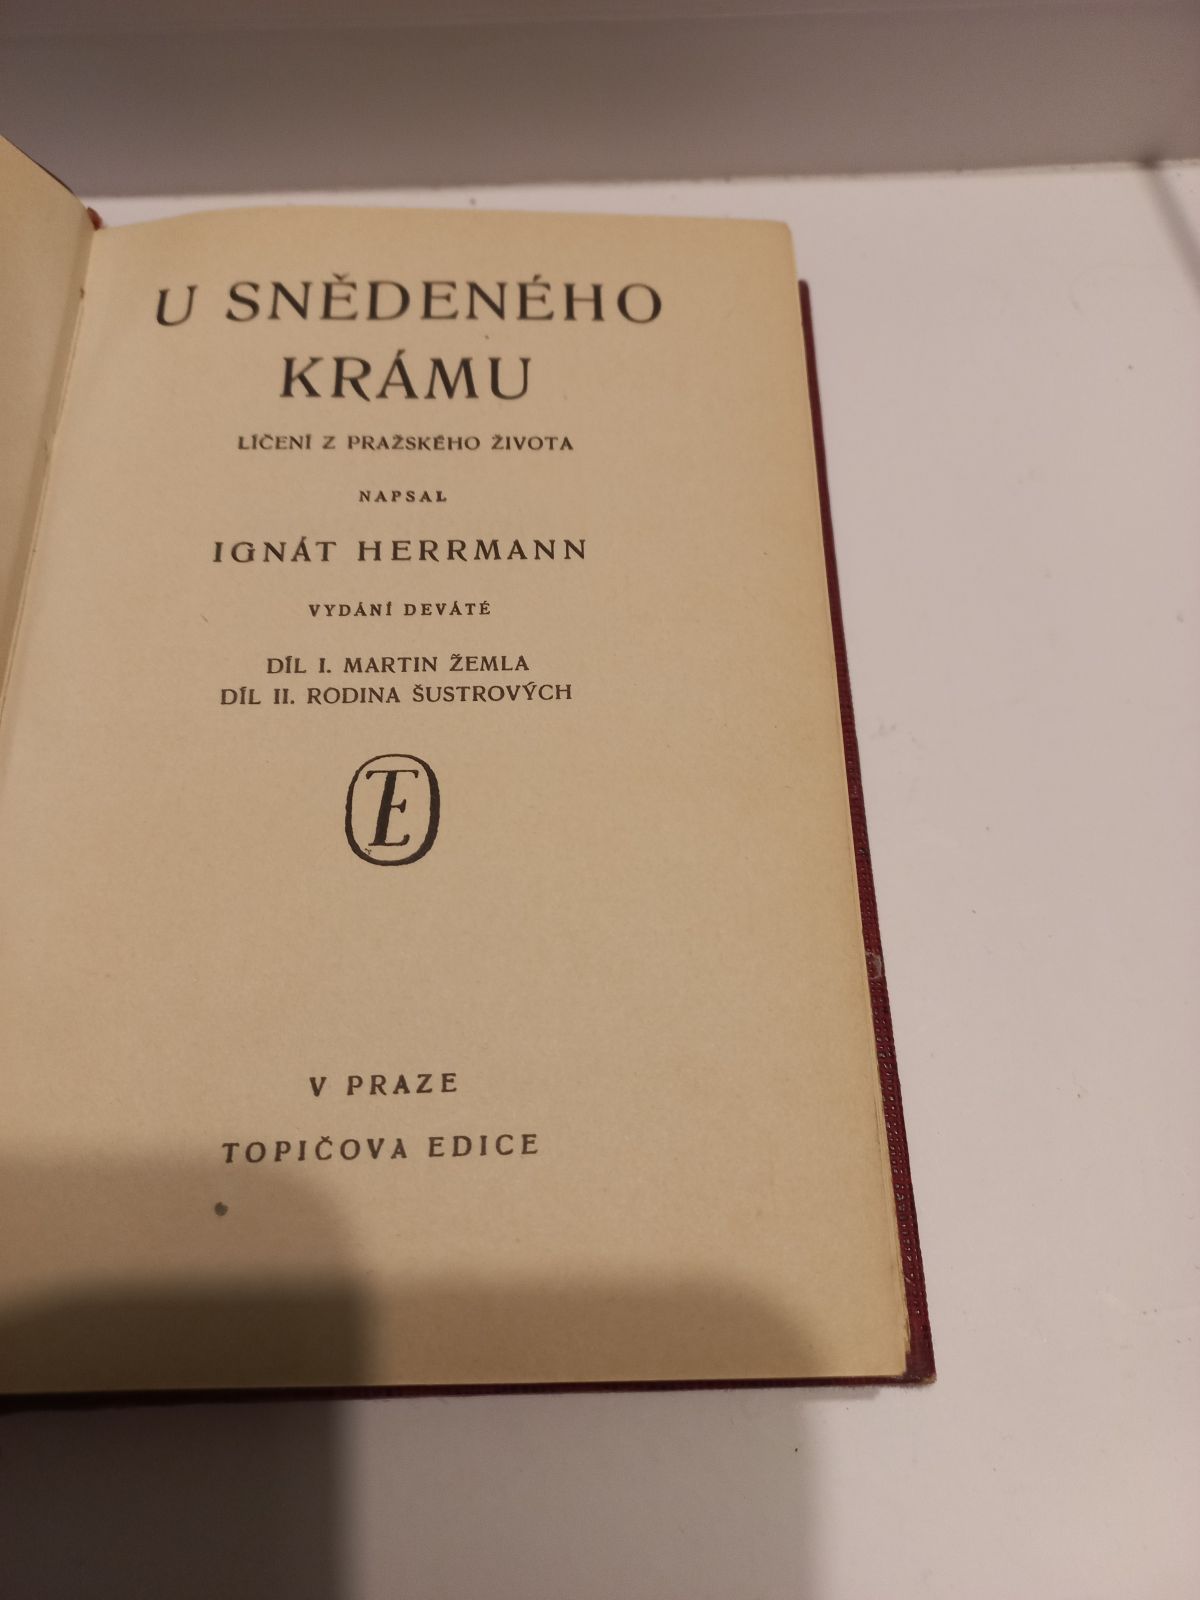 U SNĚDENÉHO
KRÁMU
LÍČENÍ Z PRAŽSKÉHO ŽIVOTA
NAPSAL
IGNÁT HERRMANN
VYDÁNÍ DEVÁTÉ
DÍL I. MARTIN ŽEMLA
DÍL II. RODINA ŠUSTROVÝCH
TE
V PRAZE
TOPIČOVA EDICE